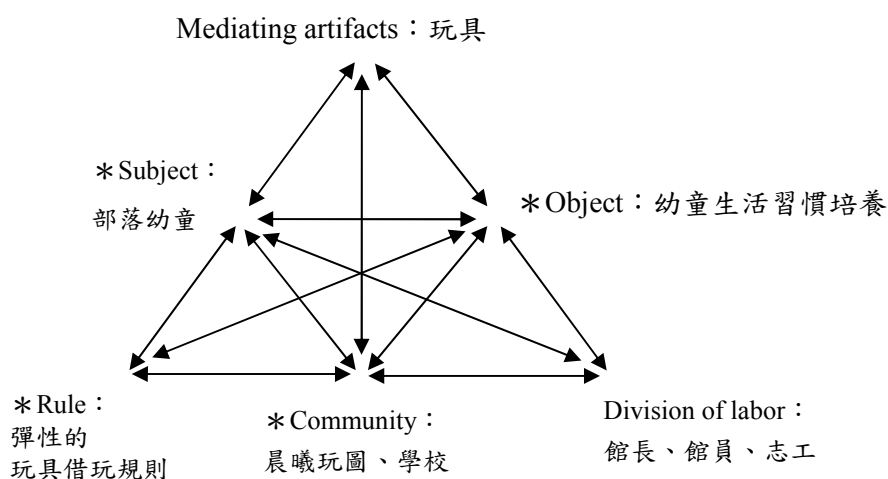 Mediating artifacts：玩具
＊Subject：
部落幼童
＊Object：幼童生活習慣培養
＊Rule：
彈性的
玩具借玩規則
＊Community：
晨曦玩圖、學校
Division of labor：
館長、館員、志工